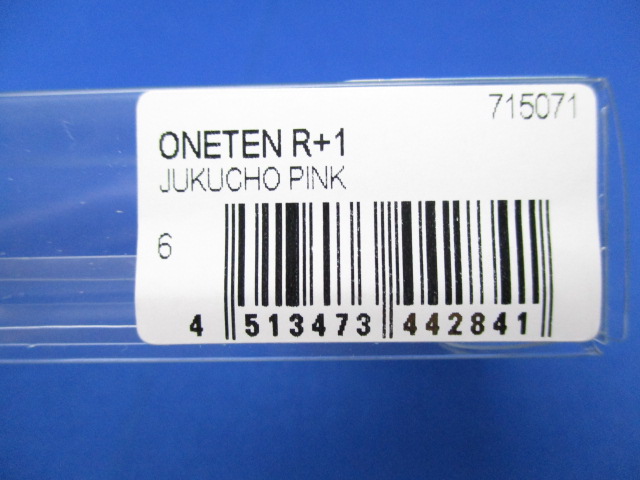 715071
ONETEN R+1
JUKUCHO PINK
6
4 513473 442841